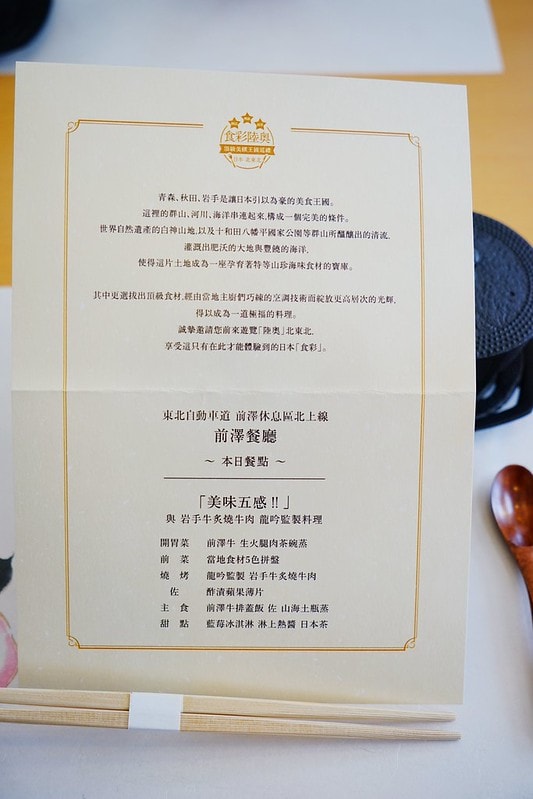 食彩陸奧
頂級美饌王國巡禮
日本 北東北
青森、秋田、岩手是讓日本引以為豪的美食王國。
這裡的群山、河川、海洋串連起來,構成一個完美的條件。
世界自然遺產的白神山地,以及十和田八幡平國家公園等群山所醞釀出的清流,
灌溉出肥沃的大地與豐饒的海洋,
使得這片土地成為一座孕育著特等山珍海味食材的寶庫。
其中更選拔出頂級食材,經由當地主廚們巧練的烹調技術而綻放更高層次的光輝,
得以成為一道極福的料理。
誠摯邀請您前來遊覽「陸奧」北東北,
享受這只有在此才能體驗到的日本「食彩」。
東北自動車道 前澤休息區北上線
前澤餐廳
~ 本日餐點 ~
「美味五感!!」
與 岩手牛炙燒牛肉 龍吟監製料理
開胃菜 前澤牛 生火腿肉茶碗蒸
前 菜 當地食材5色拼盤
燒 烤 龍吟監製 岩手牛炙燒牛肉
佐 酢漬蘋果薄片
主 食 前澤牛排蓋飯 佐 山海土瓶蒸
甜 點 藍莓冰淇淋 淋上熱醬 日本茶